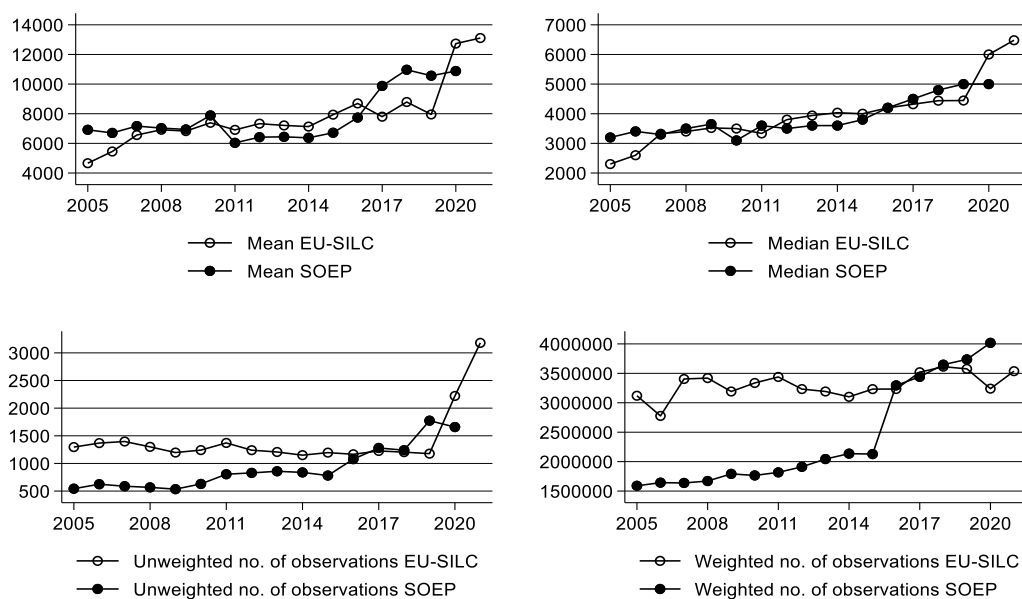 14000
12000
10000
8000
6000
4000
2005 2008 2011 2014 2017 2020
Mean EU-SILC
Mean SOEP
7000
6000
5000
4000
3000
2000
2005 2008 2011 2014 2017 2020
Median EU-SILC
Median SOEP
3000
2500
2000
1500
1000
500
2005 2008 2011 2014 2017 2020
Unweighted no. of observations EU-SILC
Unweighted no. of observations SOEP
4000000
3500000
3000000
2500000
2000000
1500000
2005 2008 2011 2014 2017 2020
Weighted no. of observations EU-SILC
Weighted no. of observations SOEP